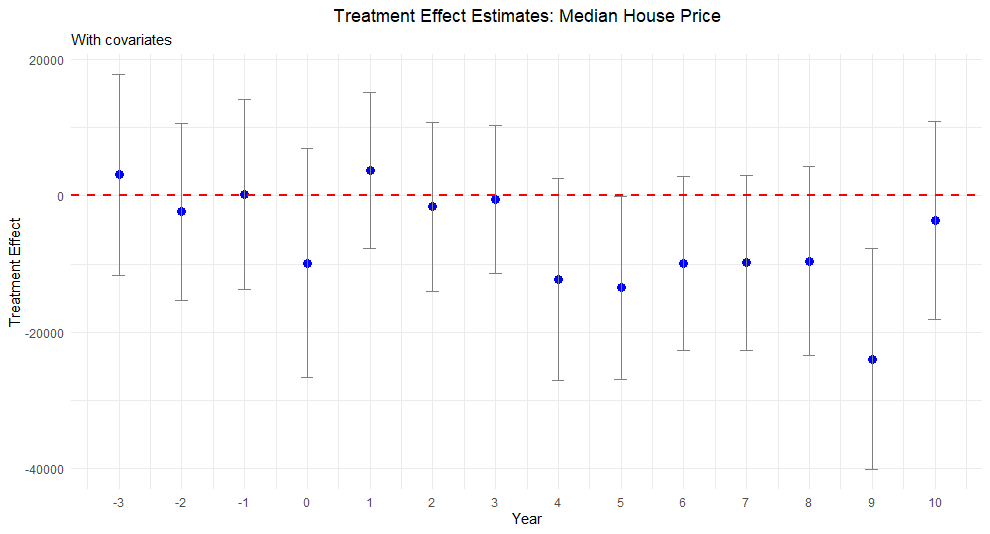 Treatment Effect Estimates: Median House Price
With covariates
Treatment Effect
20000
0
-20000
-40000
-3 -2 -1 0 1 2 3 4 5 6 7 8 9 10
Year